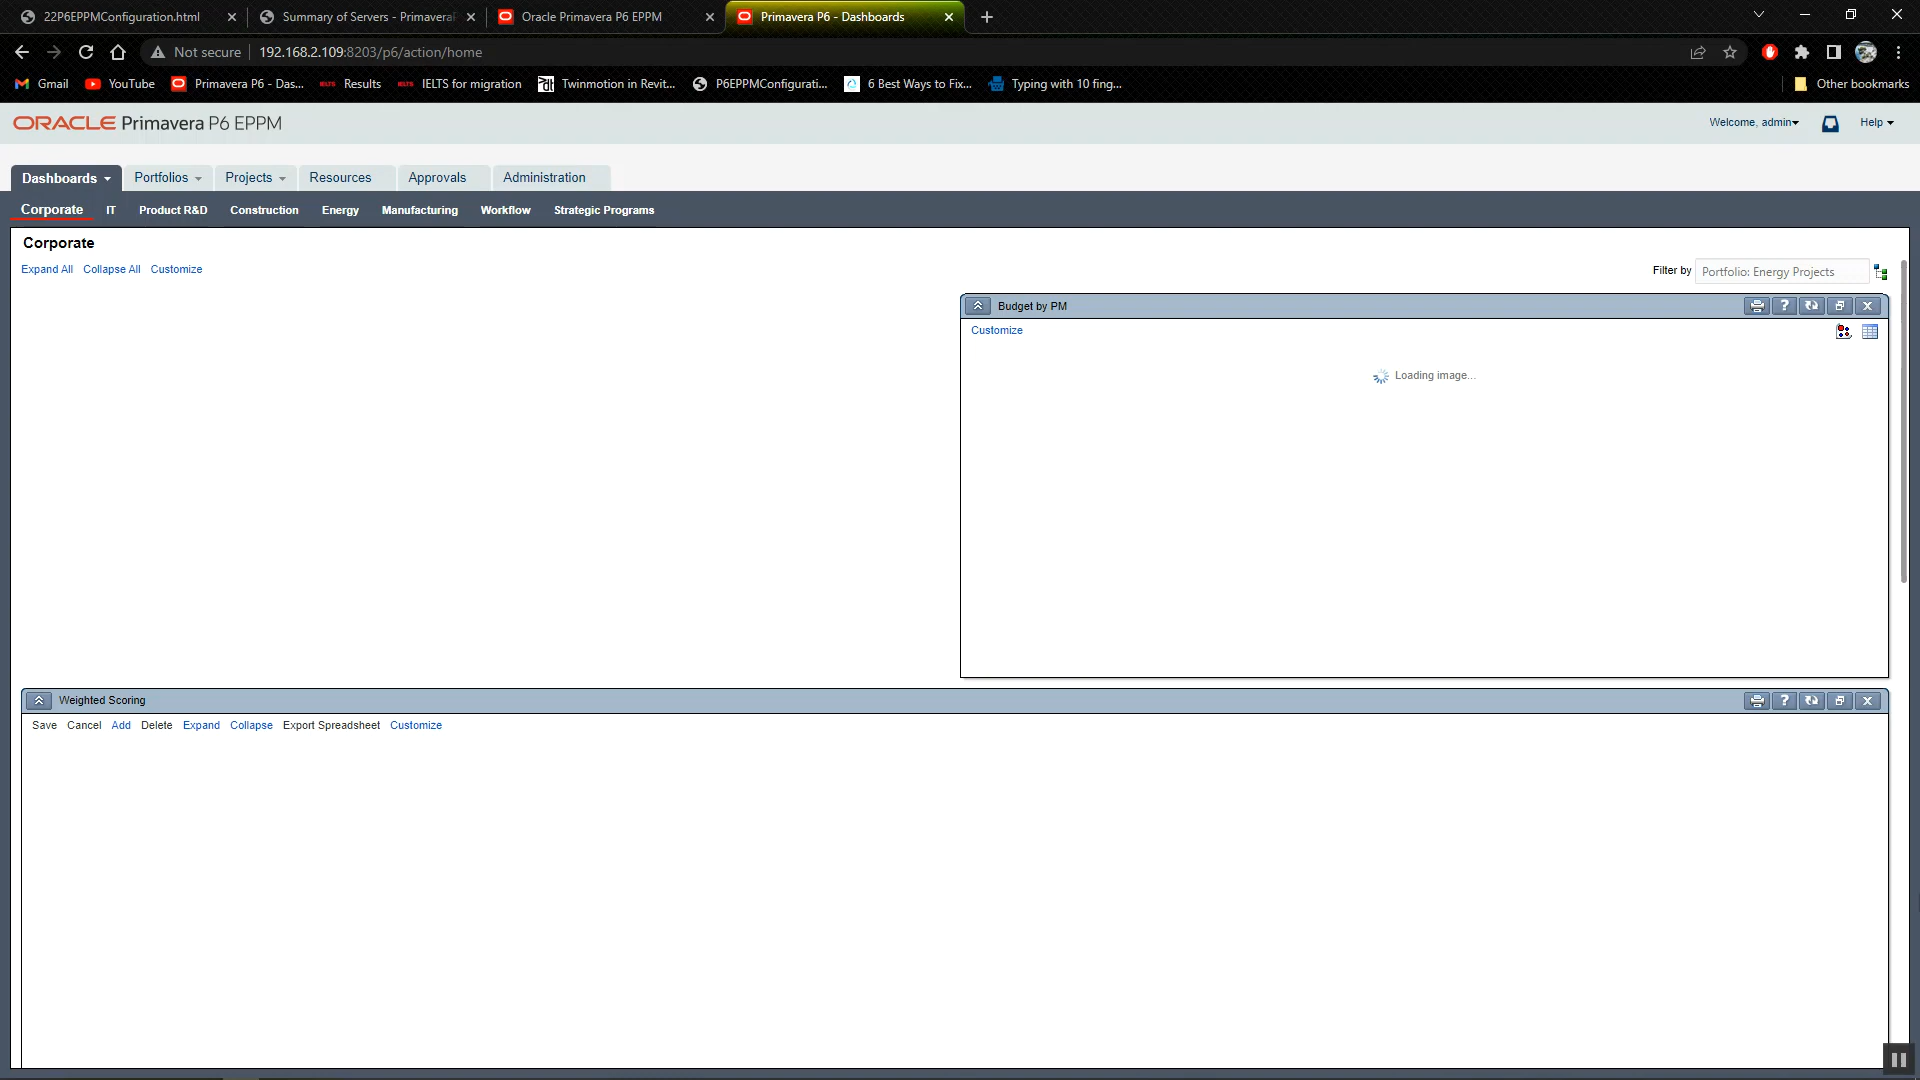 22P6EPPMConfiguration.html
Summary of Servers - Primavera
Oracle Primavera P6 EPPM
Primavera P6 - Dashboards
Not secure
192.168.2.109:8203/p6/action/home
Gmail
YouTube
Primavera P6 - Das...
Results
IELTS for migration
Twinmotion in Revit...
P6EPPMConfigurati...
6 Best Ways to Fix...
Typing with 10 fing...
Other bookmarks
ORACLE Primavera P6 EPPM
Welcome, admin
Help
Dashboards
Portfolios
Projects
Resources
Approvals
Administration
Corporate
IT
Product R&D
Construction
Energy
Manufacturing
Workflow
Strategic Programs
Corporate
Expand All
Collapse All
Customize
Filter by
Portfolio: Energy Projects
Budget by PM
?
Customize
Loading image...
Weighted Scoring
?
Save
Cancel
Add
Delete
Expand
Collapse
Export Spreadsheet
Customize